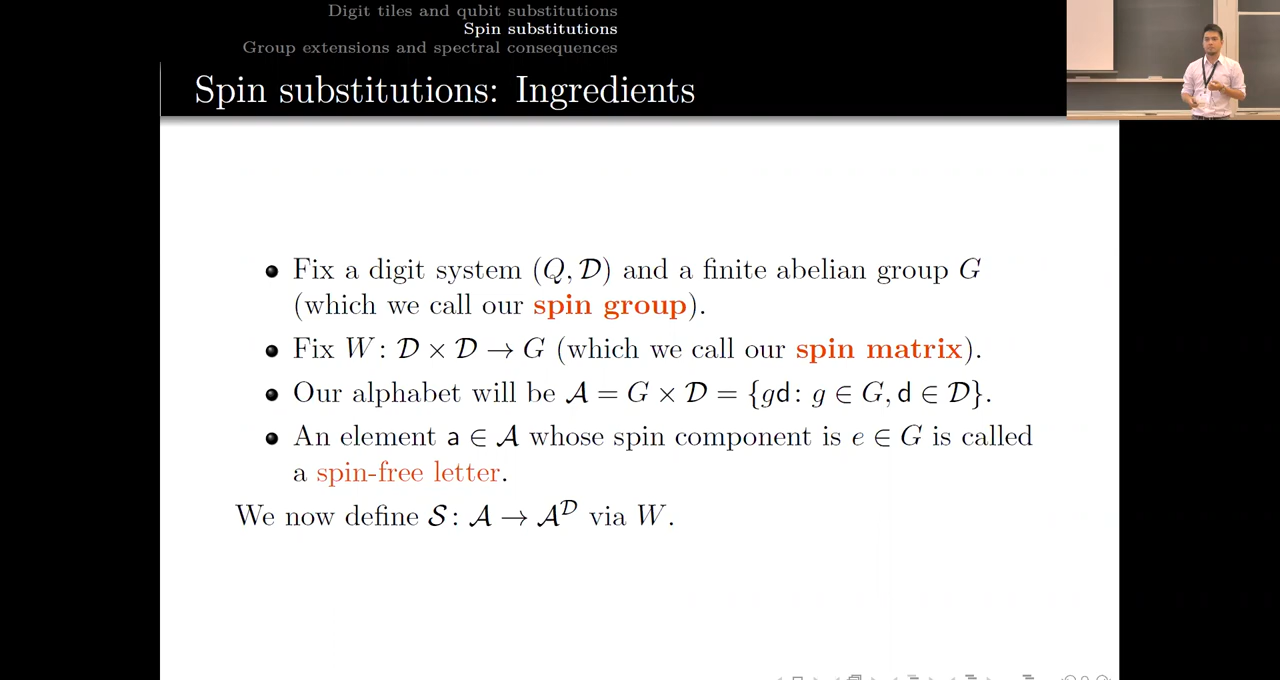 Digit tiles and qubit substitutions
Spin substitutions
Group extensions and spectral consequences
Spin substitutions: Ingredients
• Fix a digit system (Q, 𝒟) and a finite abelian group G
(which we call our spin group).
• Fix W : 𝒟 × 𝒟 → G (which we call our spin matrix).
• Our alphabet will be 𝒜 = G × 𝒟 = {gd : g ∈ G, d ∈ 𝒟}.
• An element a ∈ 𝒜 whose spin component is e ∈ G is called
a spin-free letter.
We now define 𝒮 : 𝒜 → 𝒜^𝒟 via W.